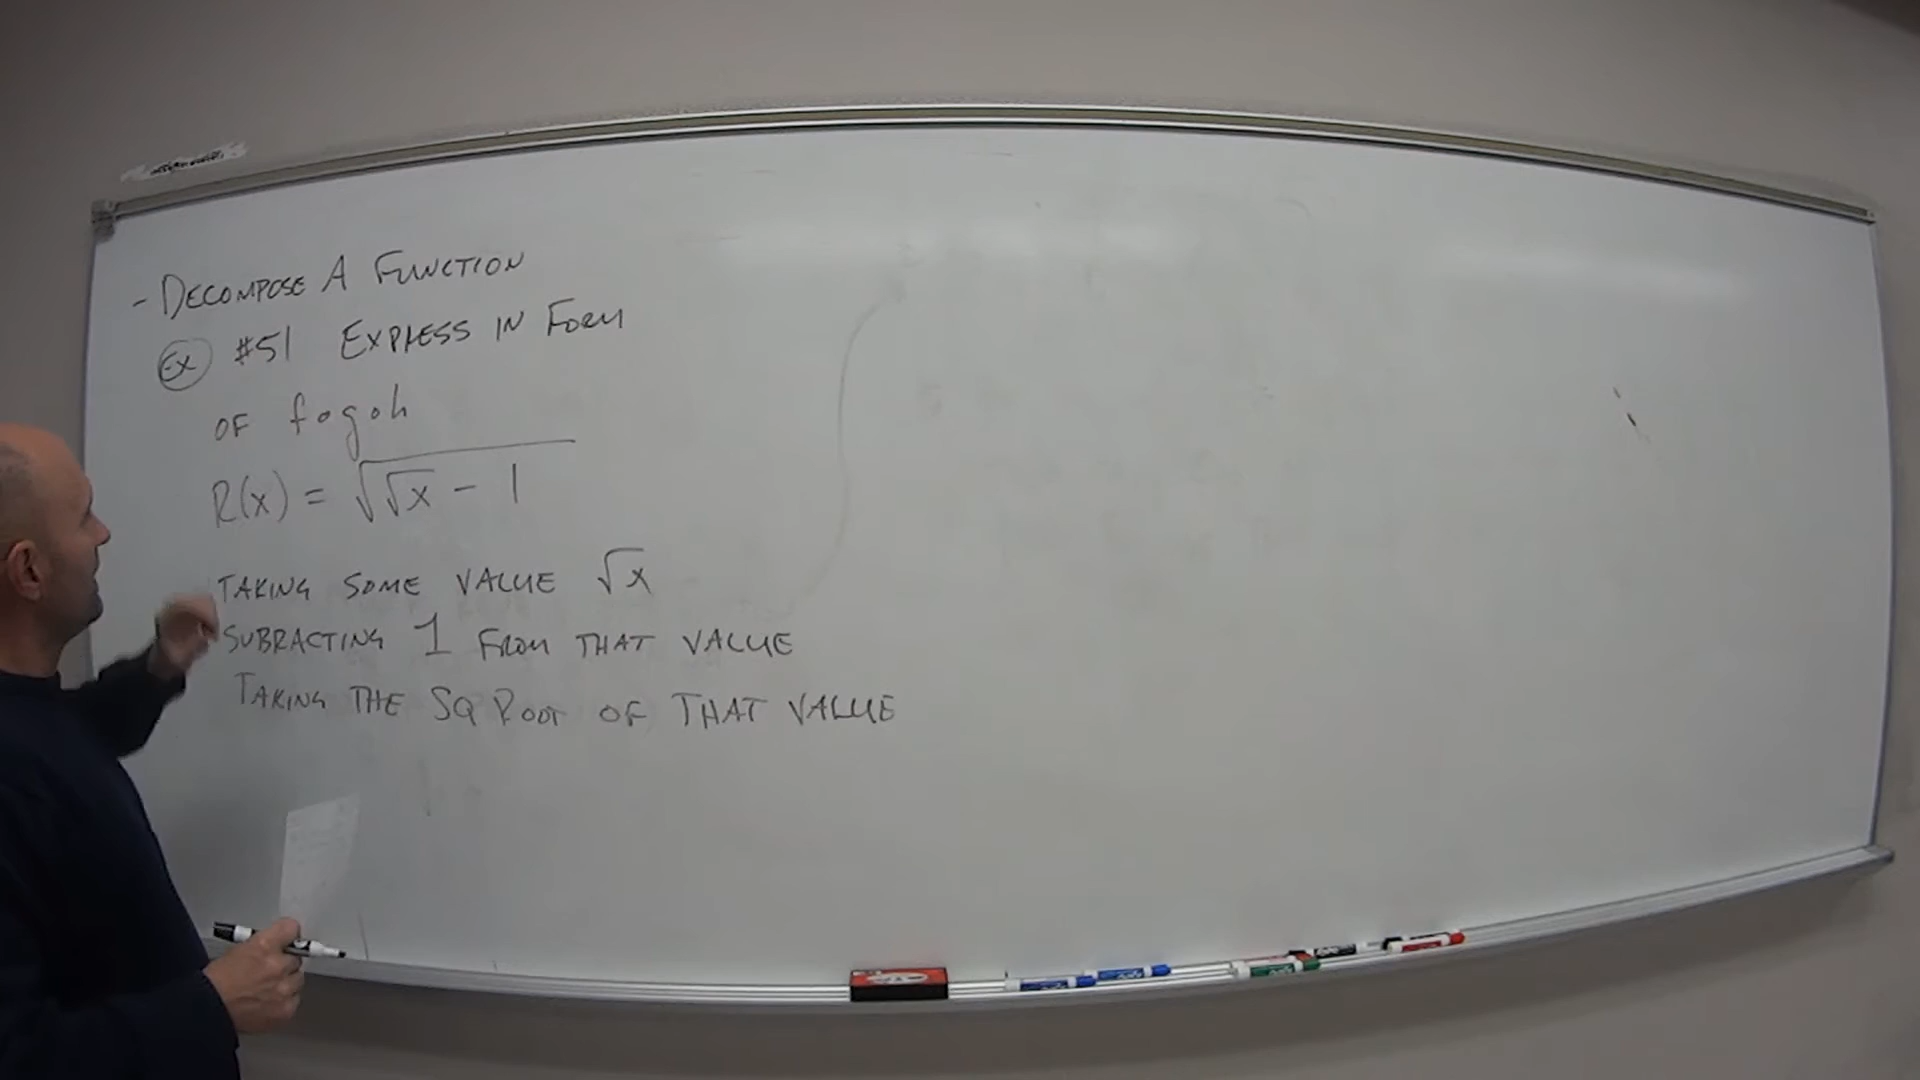 - DECOMPOSE A FUNCTION
Ex #51 EXPRESS IN FORM
OF f∘g∘h
R(x) = √(√x - 1)
TAKING SOME VALUE √x
SUBRACTING 1 FROM THAT VALUE
TAKING THE SQ ROOT OF THAT VALUE